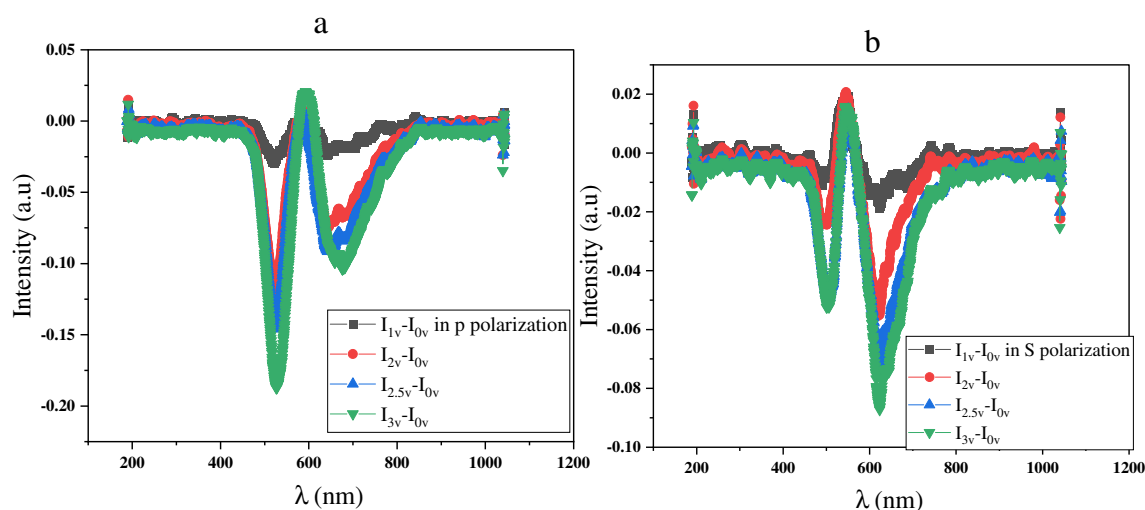 a
0.05
0.00
-0.05
-0.10
-0.15
-0.20
Intensity (a.u)
200 400 600 800 1000 1200
λ (nm)
I1v-I0v in p polarization
I2v-I0v
I2.5v-I0v
I3v-I0v
b
0.02
0.00
-0.02
-0.04
-0.06
-0.08
-0.10
Intensity (a.u)
200 400 600 800 1000 1200
λ (nm)
I1v-I0v in S polarization
I2v-I0v
I2.5v-I0v
I3v-I0v